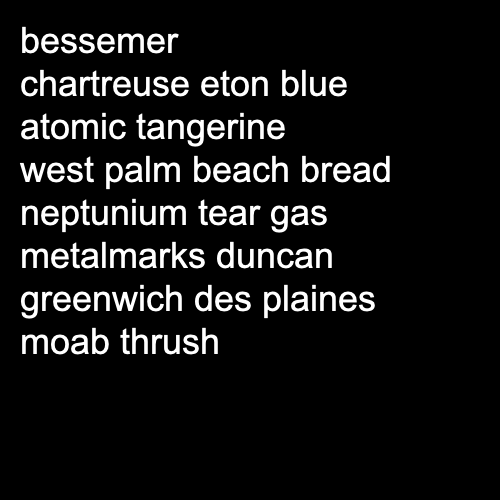 bessemer
chartreuse eton blue
atomic tangerine
west palm beach bread
neptunium tear gas
metalmarks duncan
greenwich des plaines
moab thrush